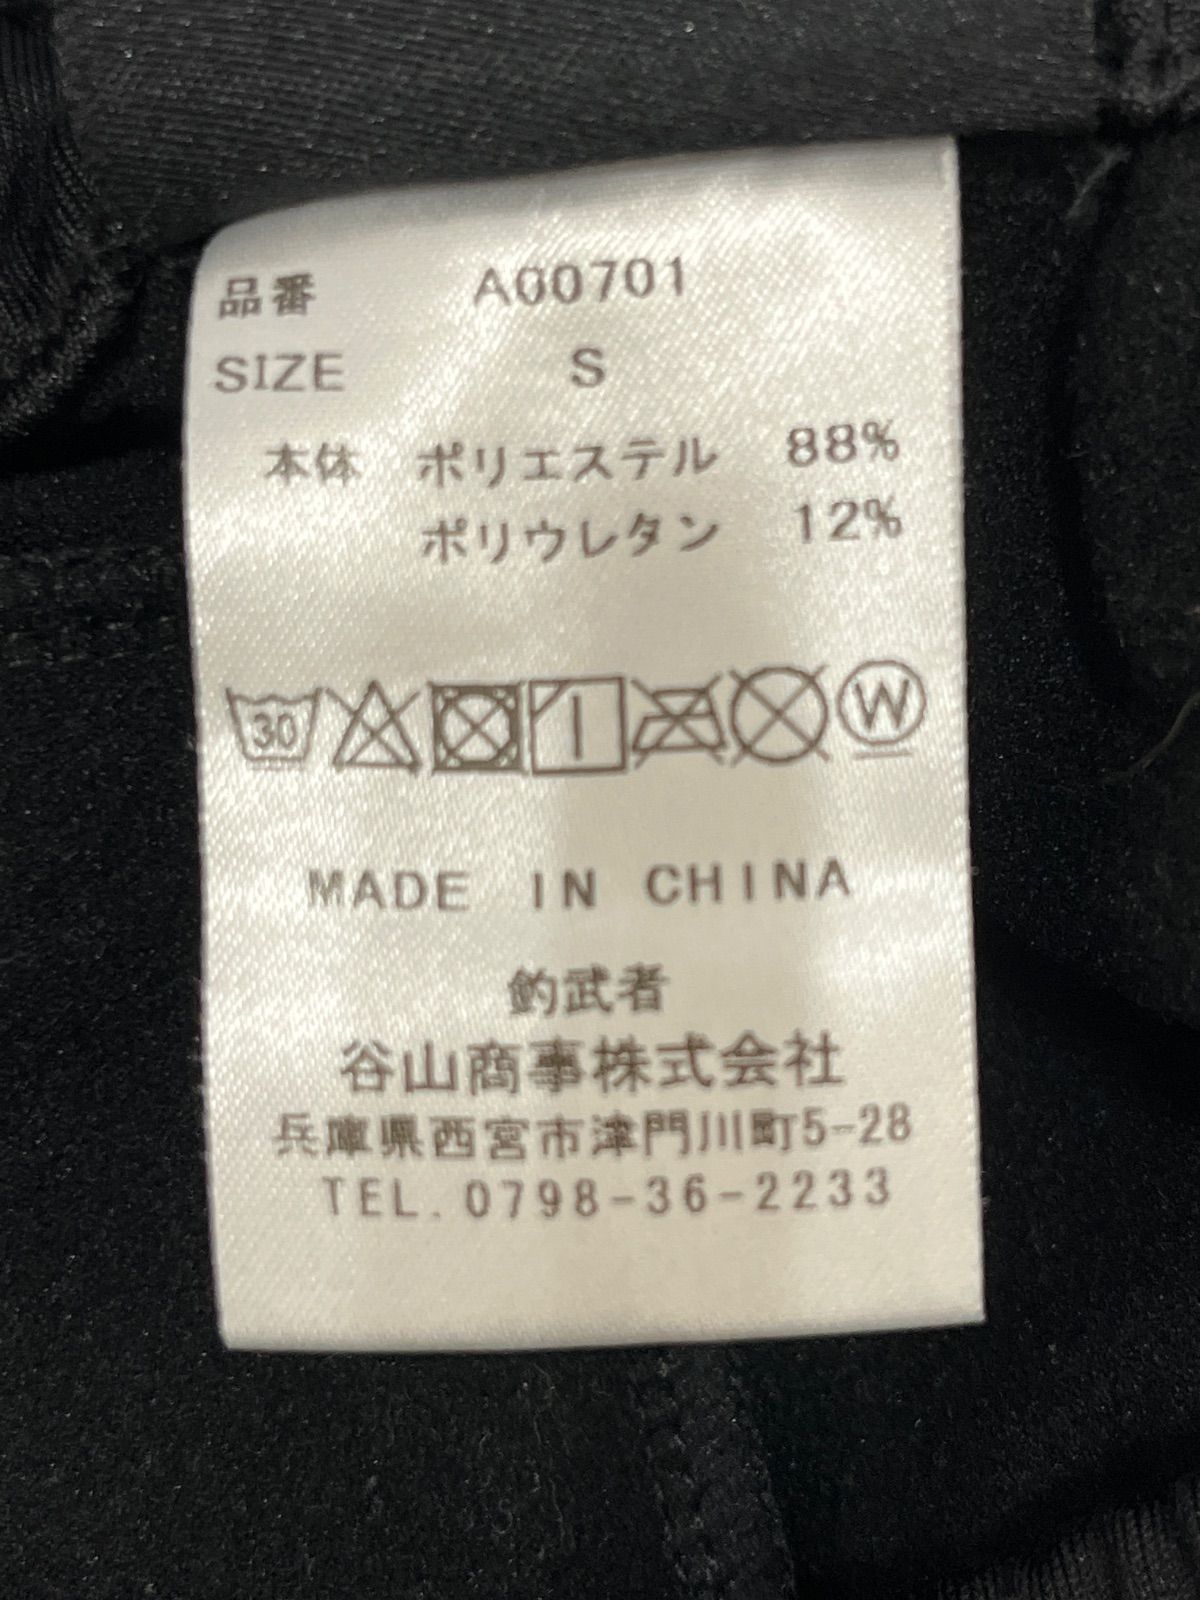 品番 A00701
SIZE S
本体 ポリエステル 88%
ポリウレタン 12%
30 W
MADE IN CHINA
釣武者
谷山商事株式会社
兵庫県西宮市津門川町5-28
TEL. 0798-36-2233